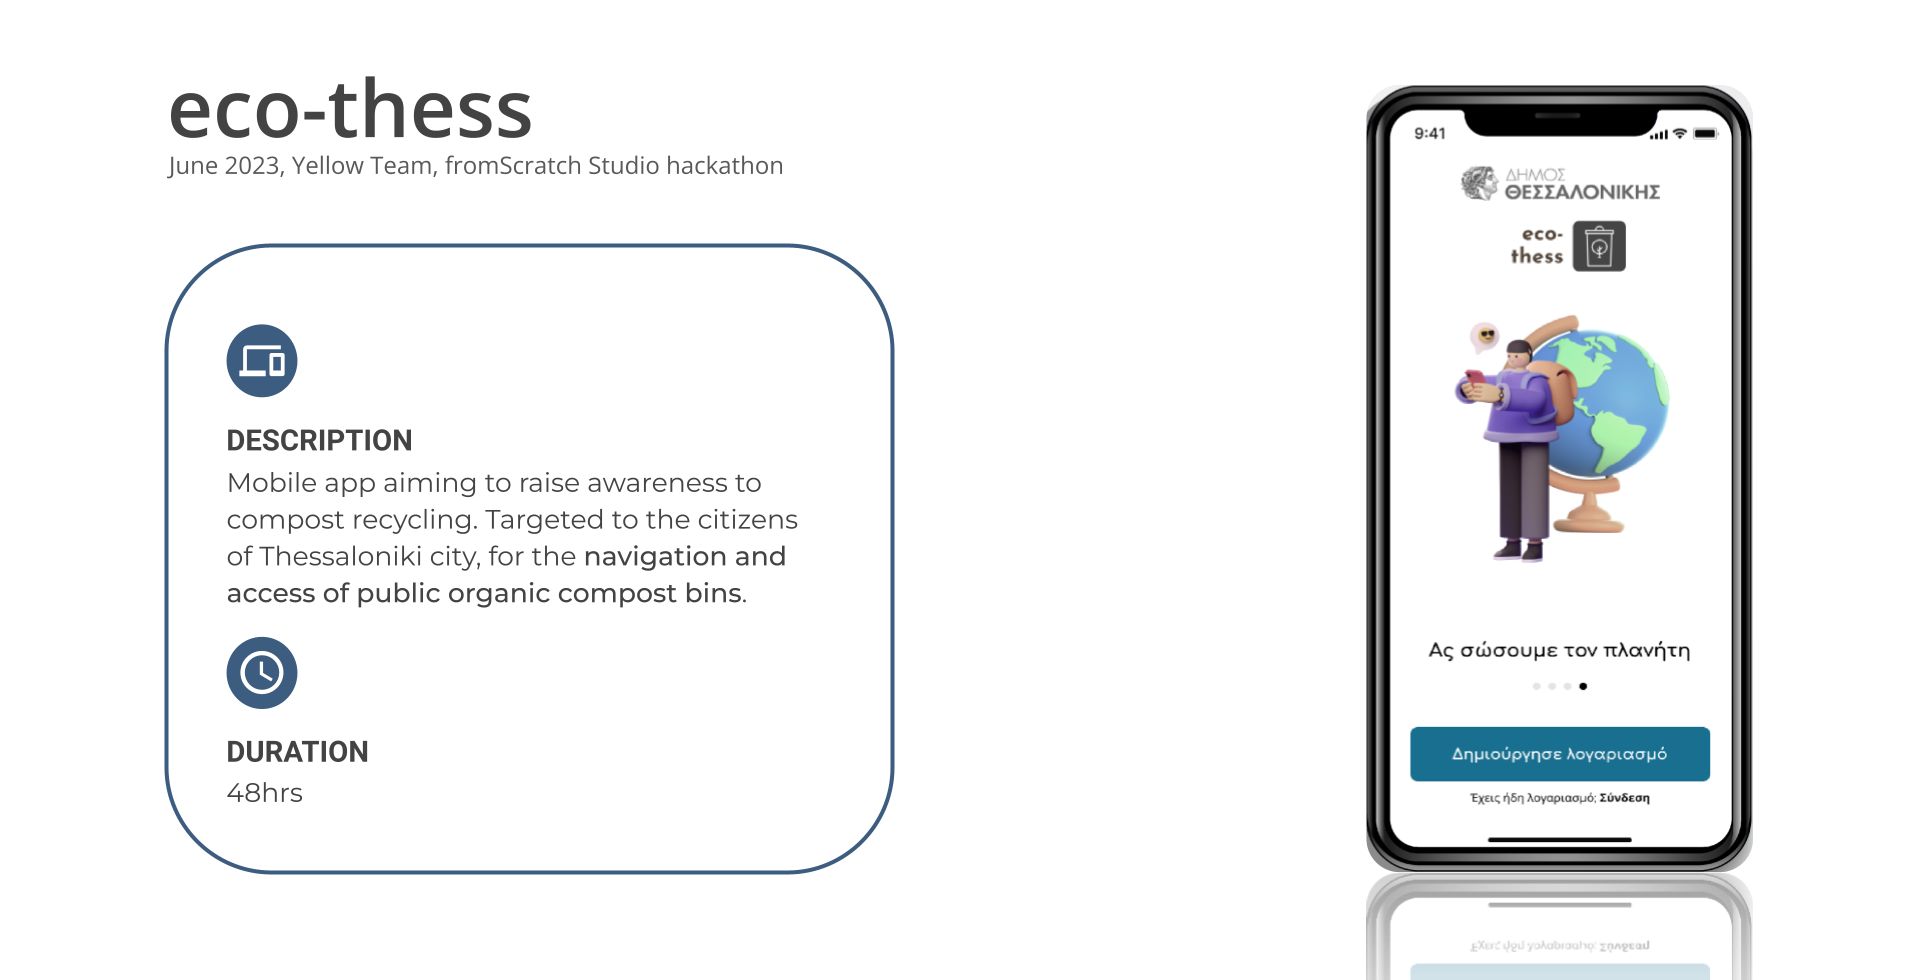 eco-thess
June 2023, Yellow Team, fromScratch Studio hackathon
DESCRIPTION
Mobile app aiming to raise awareness to
compost recycling. Targeted to the citizens
of Thessaloniki city, for the navigation and
access of public organic compost bins.
DURATION
48hrs
9:41
ΔΗΜΟΣ
ΘΕΣΣΑΛΟΝΙΚΗΣ
eco-
thess
Ας σώσουμε τον πλανήτη
Δημιούργησε λογαριασμό
Έχεις ήδη λογαριασμό; Σύνδεση